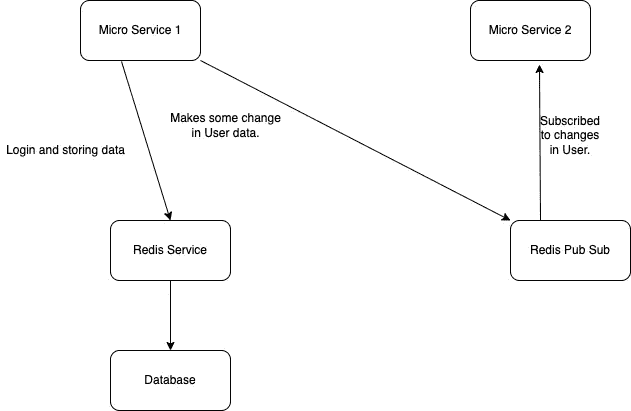 Micro Service 1
Micro Service 2
Makes some change
in User data.
Subscribed
to changes
in User.
Login and storing data
Redis Service
Redis Pub Sub
Database